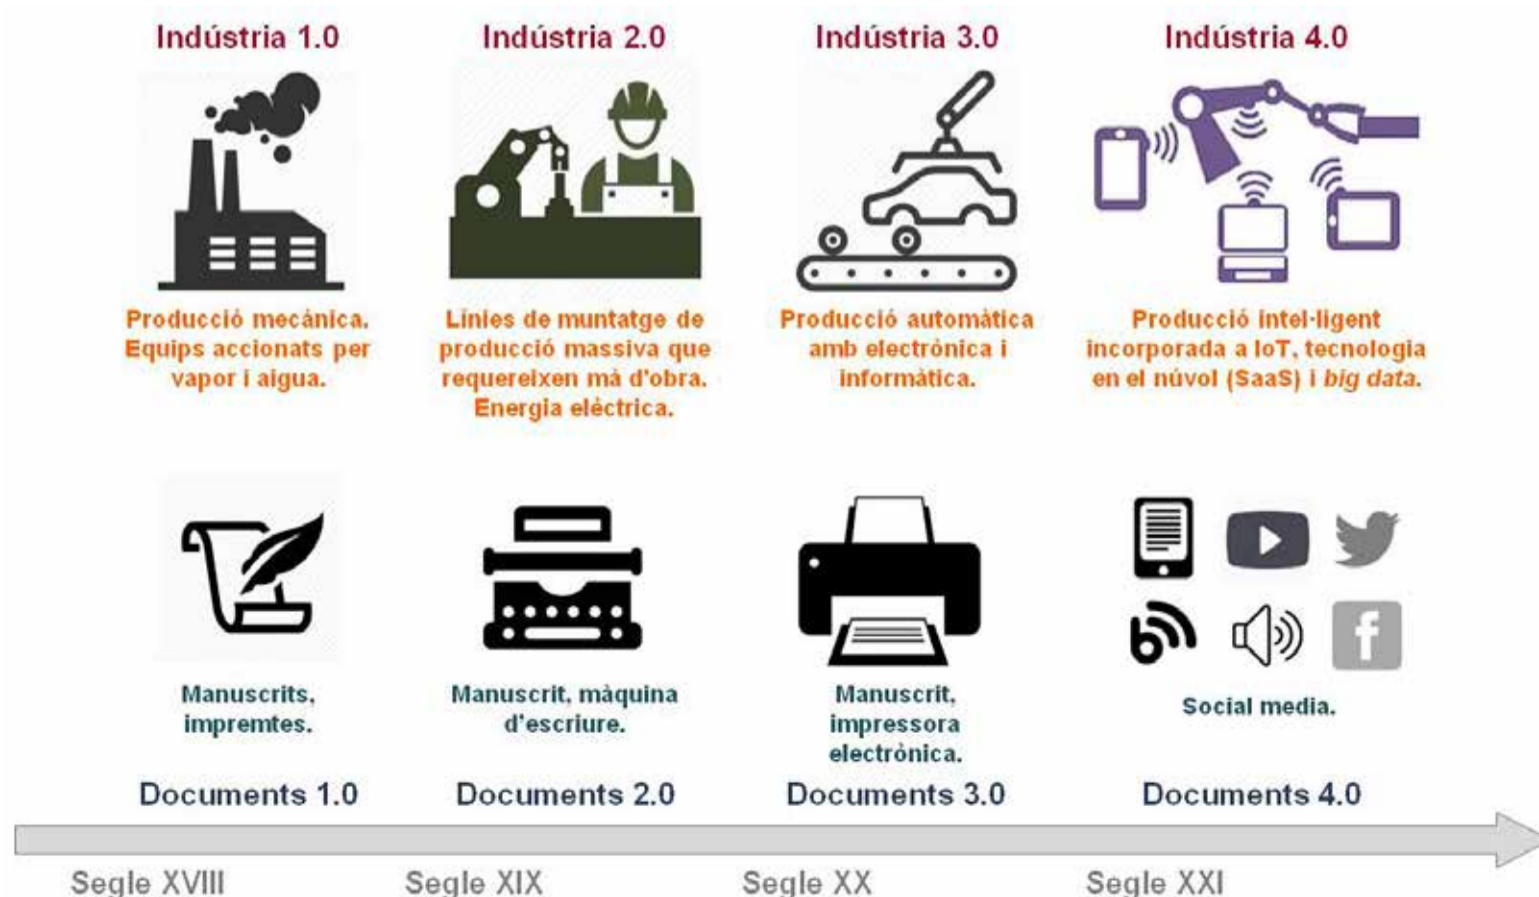 Indústria 1.0
Indústria 2.0
Indústria 3.0
Indústria 4.0
Producció mecànica.
Equips accionats per
vapor i aigua.
Línies de muntatge de
producció massiva que
requereixen mà d'obra.
Energia elèctrica.
Producció automàtica
amb electrònica i
informàtica.
Producció intel·ligent
incorporada a IoT, tecnologia
en el núvol (SaaS) i big data.
Manuscrits,
impremtes.
Manuscrit, màquina
d'escriure.
Manuscrit,
impressora
electrònica.
Social media.
Documents 1.0
Documents 2.0
Documents 3.0
Documents 4.0
Segle XVIII
Segle XIX
Segle XX
Segle XXI